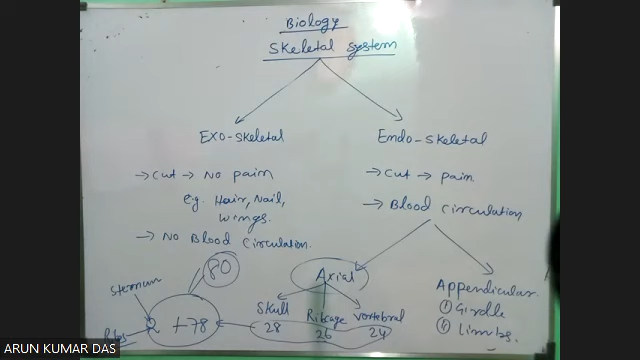 Biology
Skeletal system
Exo-Skeletal
Endo-Skeletal
→ Cut → No pain
e.g. Hair, Nail,
Wings.
→ No Blood Circulation.
→ Cut → pain
→ Blood circulation
Axial
Appendicular
① Girdle
② Limbs.
Skull
28
Ribcage
26
Vertebral
24
80
+78
Sternum
Ribs
ARUN KUMAR DAS